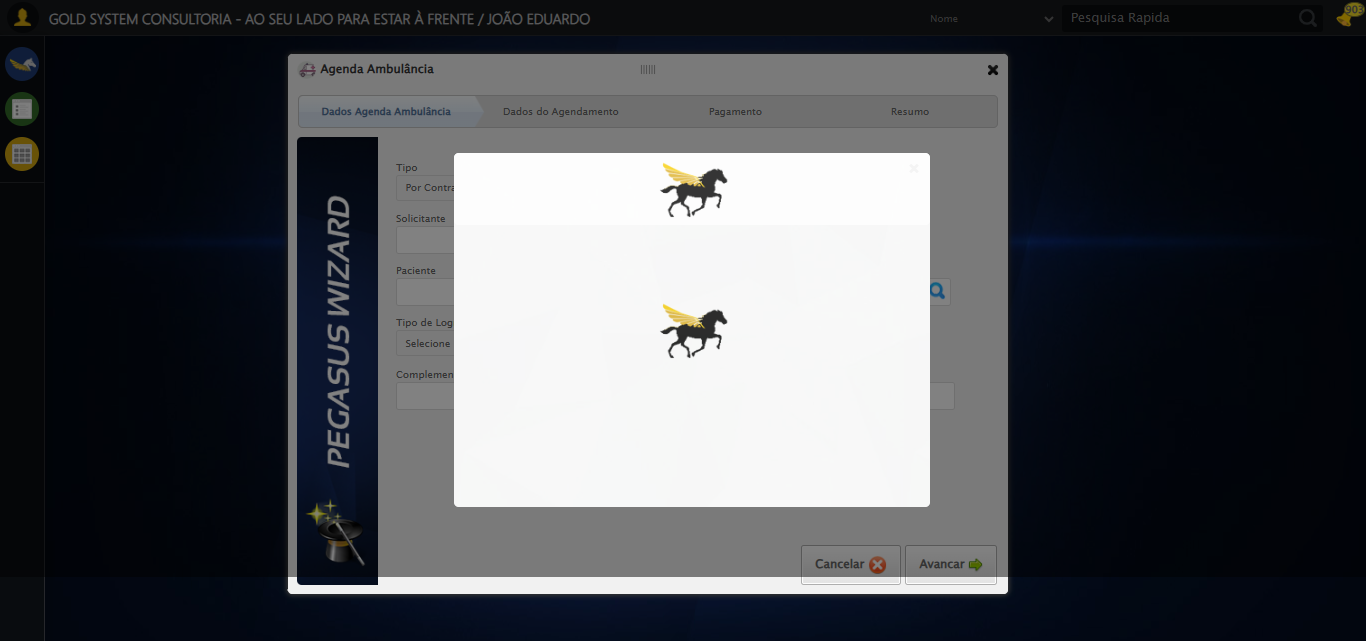 GOLD SYSTEM CONSULTORIA - AO SEU LADO PARA ESTAR À FRENTE / JOÃO EDUARDO
Nome
Pesquisa Rapida
903
Agenda Ambulância
Dados Agenda Ambulância
Dados do Agendamento
Pagamento
Resumo
PEGASUS WIZARD
Tipo
Por Contra
Solicitante
Paciente
Tipo de Log
Selecione
Complemen
Cancelar
Avancar